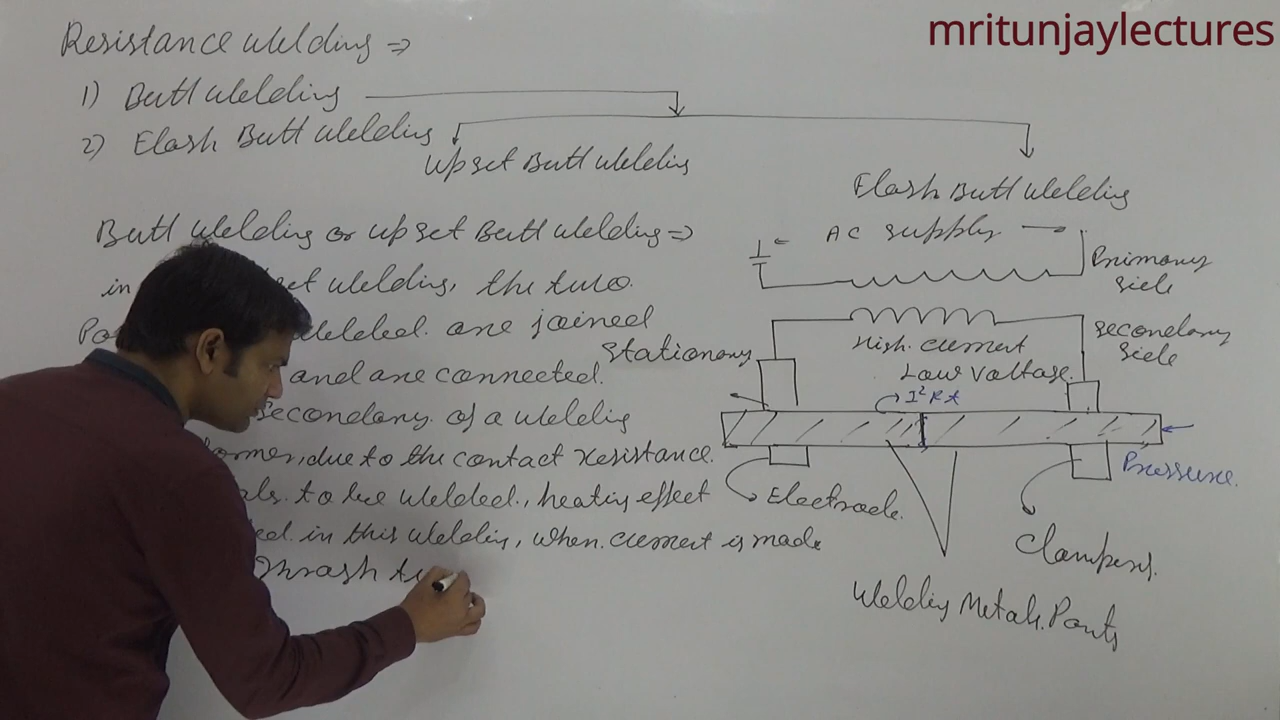 mritunjaylectures
Resistance Welding ⇒
1) Butt Welding
2) Flash Butt Welding
Upset Butt Welding
Flash Butt Welding
Butt Welding or upset Butt Welding ⇒
in welding, the two
welded are joined
and are connected
secondary of a welding
due to the contact resistance
to be welded, heating effect
in this welding, when current is made
AC supply
Primary
side
secondary
side
High current
Low Voltage
Stationary
I²Rt
Pressure
Electrode
Clampers.
Welding Metals Parts